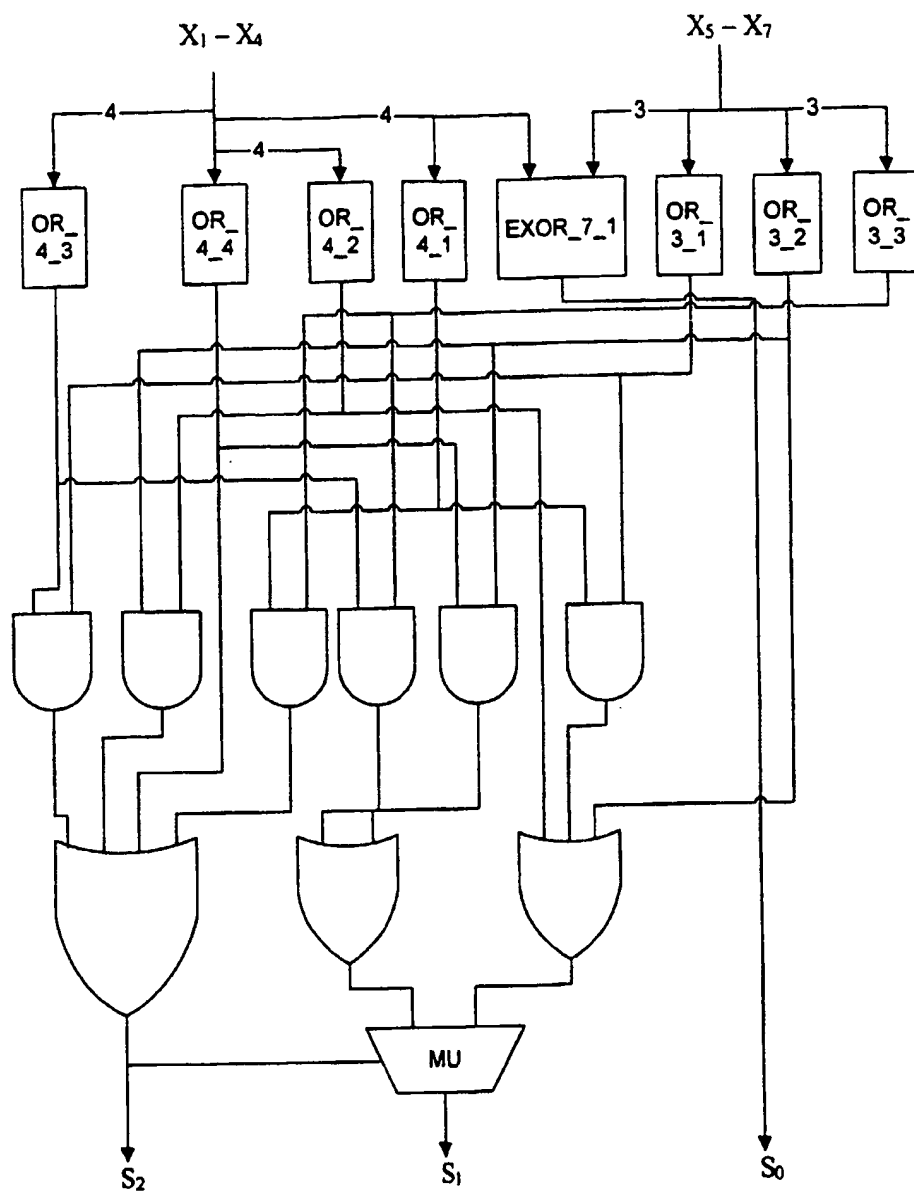 X₁ – X₄
X₅ – X₇
4
4
3
3
4
OR_
4_3
OR_
4_4
OR_
4_2
OR_
4_1
EXOR_7_1
OR_
3_1
OR_
3_2
OR_
3_3
MU
S₂
S₁
S₀